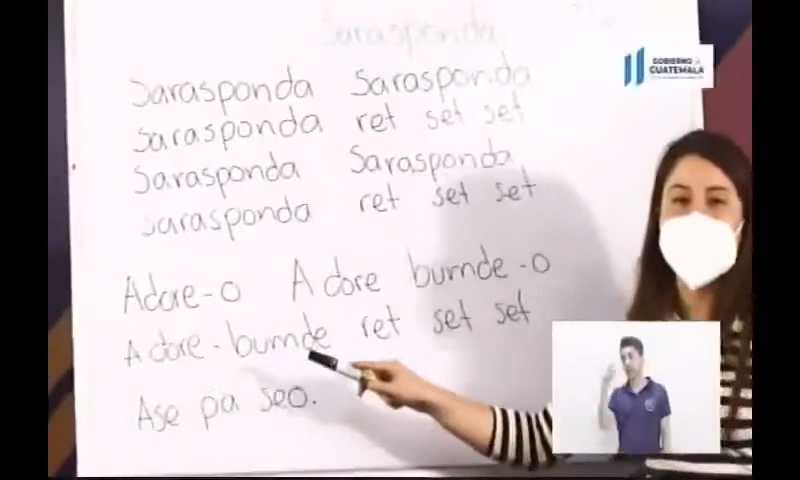 Sarasponda
GOBIERNO de
GUATEMALA
Sarasponda Sarasponda
sarasponda ret set set
Sarasponda Sarasponda
sarasponda ret set set
Adore-o Adore bumde-o
Adore-bumde ret set set
Ase pa seo.